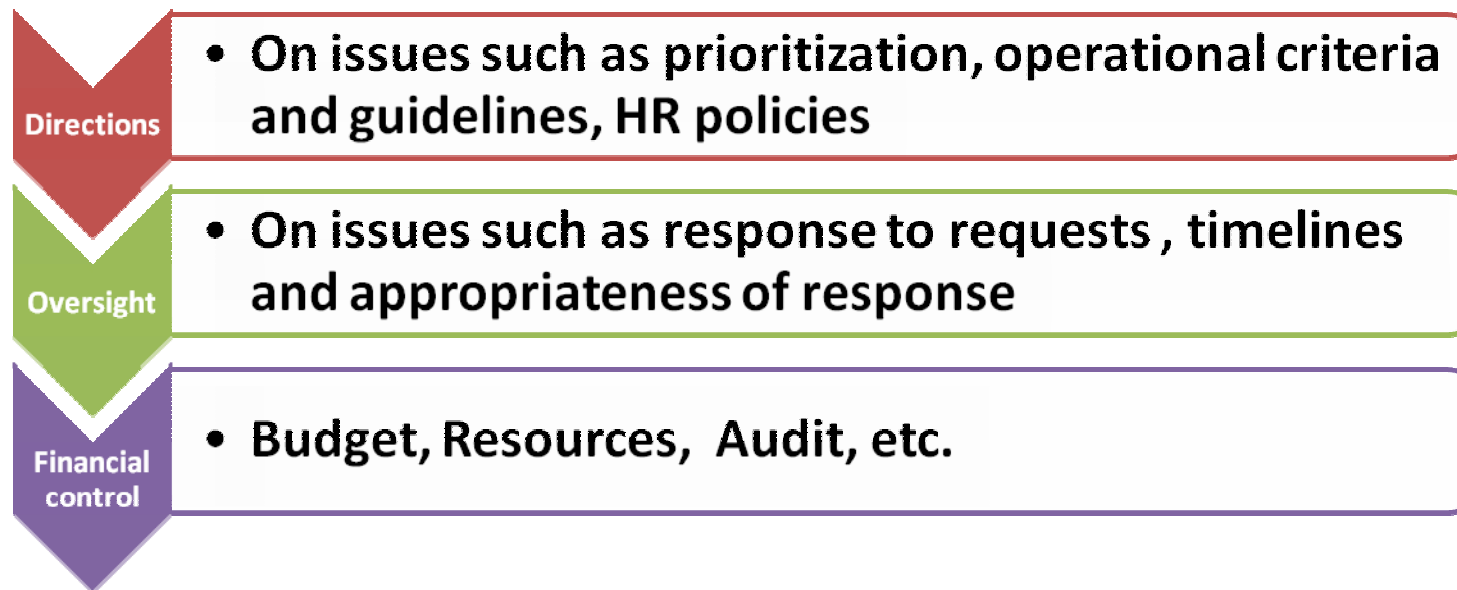 Directions
• On issues such as prioritization, operational criteria
and guidelines, HR policies
Oversight
• On issues such as response to requests , timelines
and appropriateness of response
Financial
control
• Budget, Resources, Audit, etc.